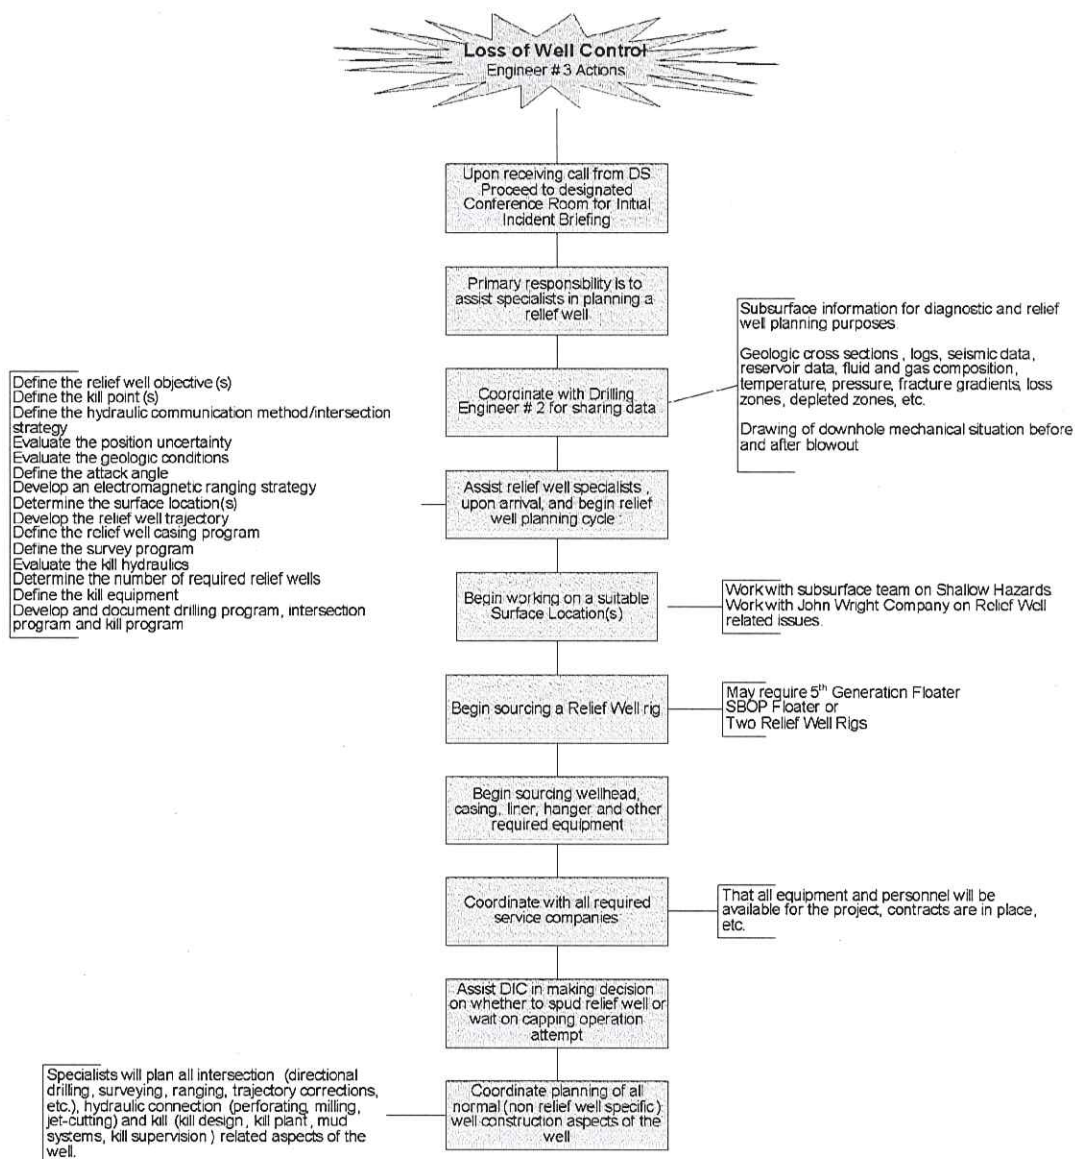 Loss of Well Control
Engineer # 3 Actions
Upon receiving call from DS
Proceed to designated
Conference Room for Initial
Incident Briefing
Primary responsibility is to
assist specialists in planning a
relief well
Subsurface information for diagnostic and relief
well planning purposes
Geologic cross sections , logs, seismic data,
reservoir data, fluid and gas composition,
temperature, pressure, fracture gradients, loss
zones, depleted zones, etc.
Drawing of downhole mechanical situation before
and after blowout
Coordinate with Drilling
Engineer # 2 for sharing data
Define the relief well objective (s)
Define the kill point (s)
Define the hydraulic communication method/intersection
strategy
Evaluate the position uncertainty
Evaluate the geologic conditions
Define the attack angle
Develop an electromagnetic ranging strategy
Determine the surface location(s)
Develop the relief well trajectory
Define the relief well casing program
Define the survey program
Evaluate the kill hydraulics
Determine the number of required relief wells
Define the kill equipment
Develop and document drilling program, intersection
program and kill program
Assist relief well specialists ,
upon arrival, and begin relief
well planning cycle
Begin working on a suitable
Surface Location(s)
Work with subsurface team on Shallow Hazards
Work with John Wright Company on Relief Well
related issues.
Begin sourcing a Relief Well rig
May require 5th Generation Floater
SBOP Floater or
Two Relief Well Rigs
Begin sourcing wellhead,
casing, liner, hanger and other
required equipment
Coordinate with all required
service companies
That all equipment and personnel will be
available for the project, contracts are in place,
etc.
Assist DIC in making decision
on whether to spud relief well or
wait on capping operation
attempt
Specialists will plan all intersection (directional
drilling, surveying, ranging, trajectory corrections,
etc.), hydraulic connection (perforating, milling,
jet-cutting) and kill (kill design, kill plant, mud
systems, kill supervision ) related aspects of the
well.
Coordinate planning of all
normal (non relief well specific)
well construction aspects of the
well